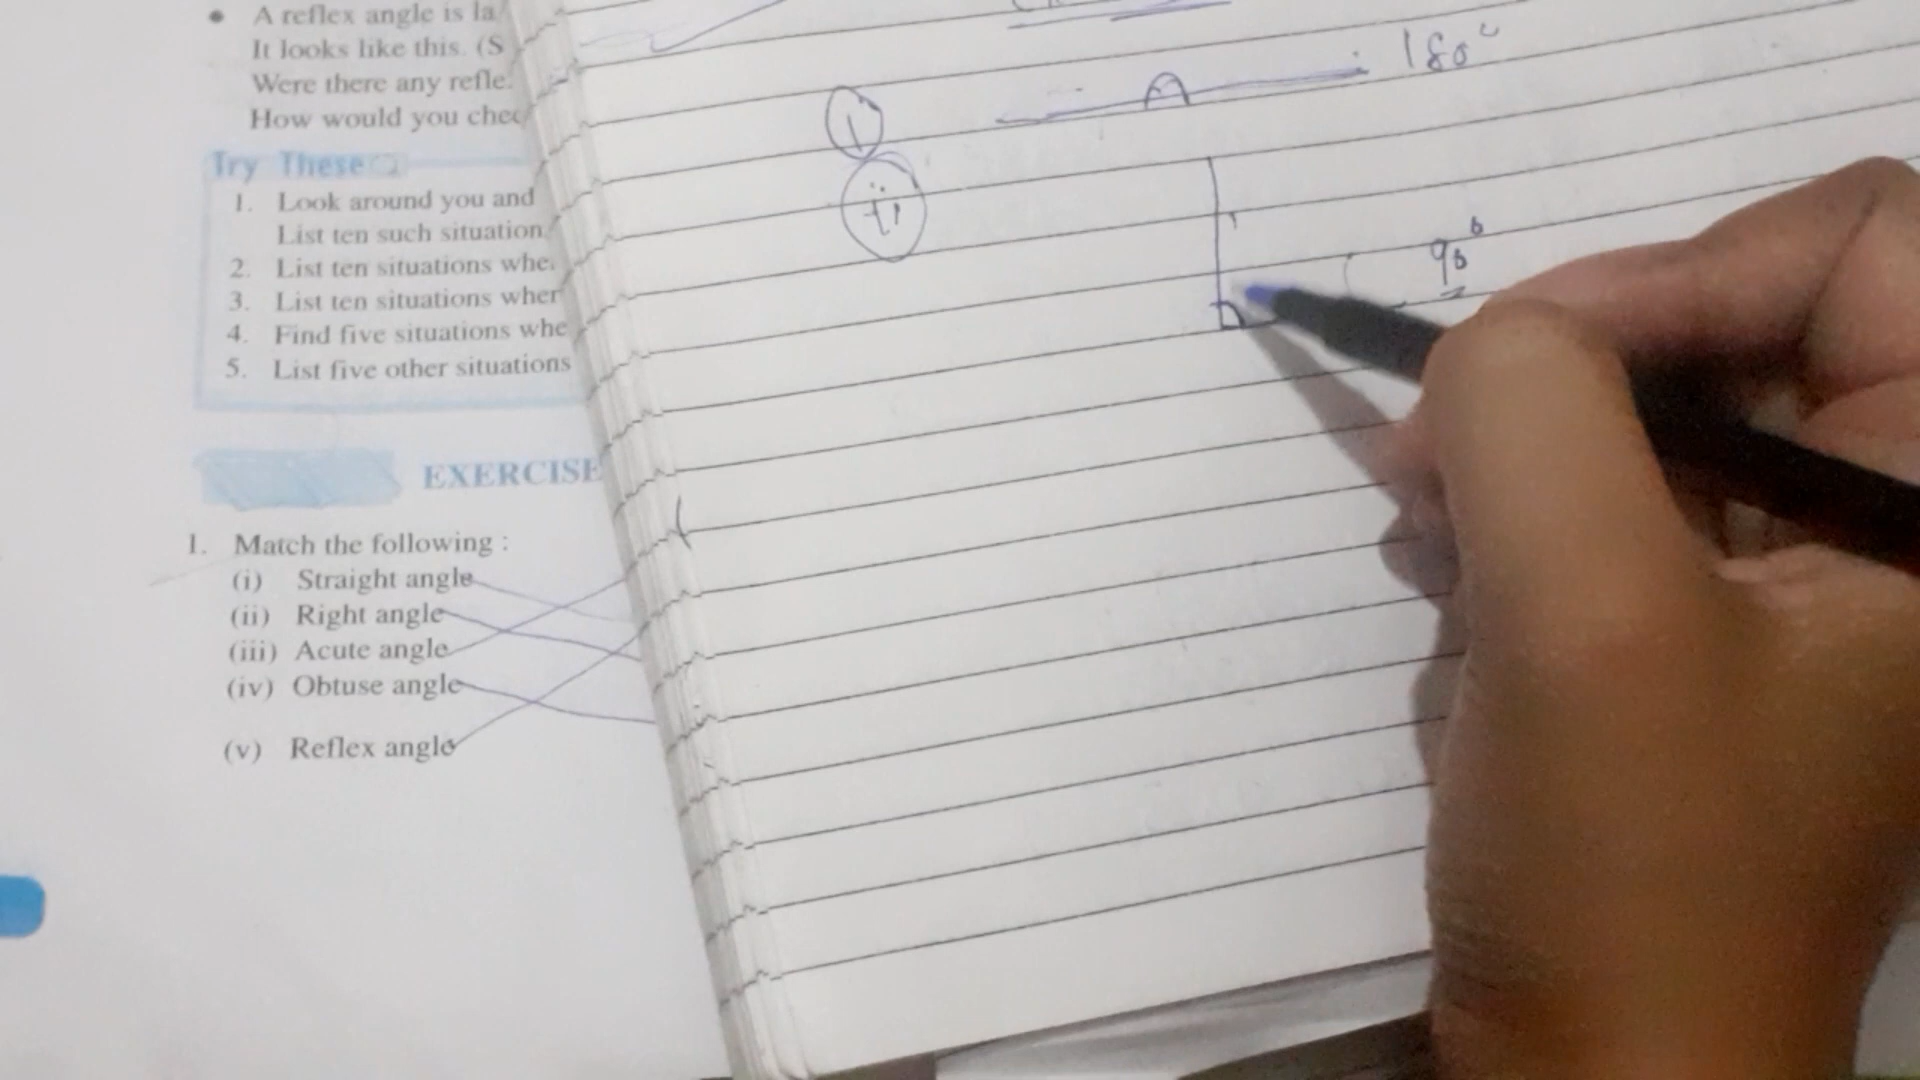 A reflex angle is la
It looks like this. (S
Were there any refle
How would you chec
Try These
1. Look around you and
List ten such situation
2. List ten situations whe
3. List ten situations wher
4. Find five situations whe
5. List five other situations
EXERCISE
1. Match the following :
(i) Straight angle
(ii) Right angle
(iii) Acute angle
(iv) Obtuse angle
(v) Reflex angle
i
180°
ii
90°